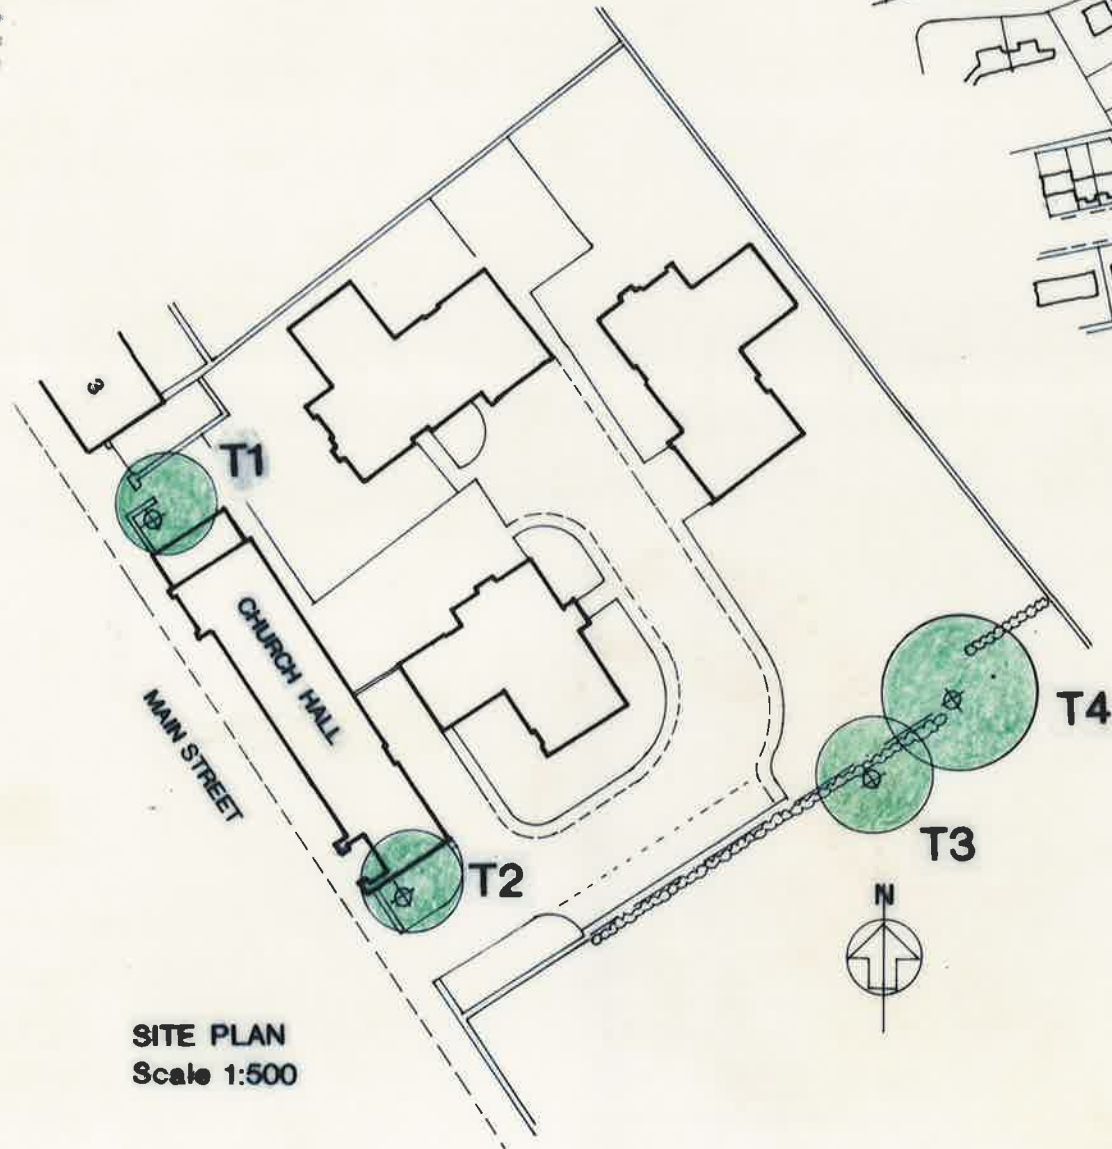 3
T1
CHURCH HALL
MAIN STREET
T4
T3
T2
N
SITE PLAN
Scale 1:500